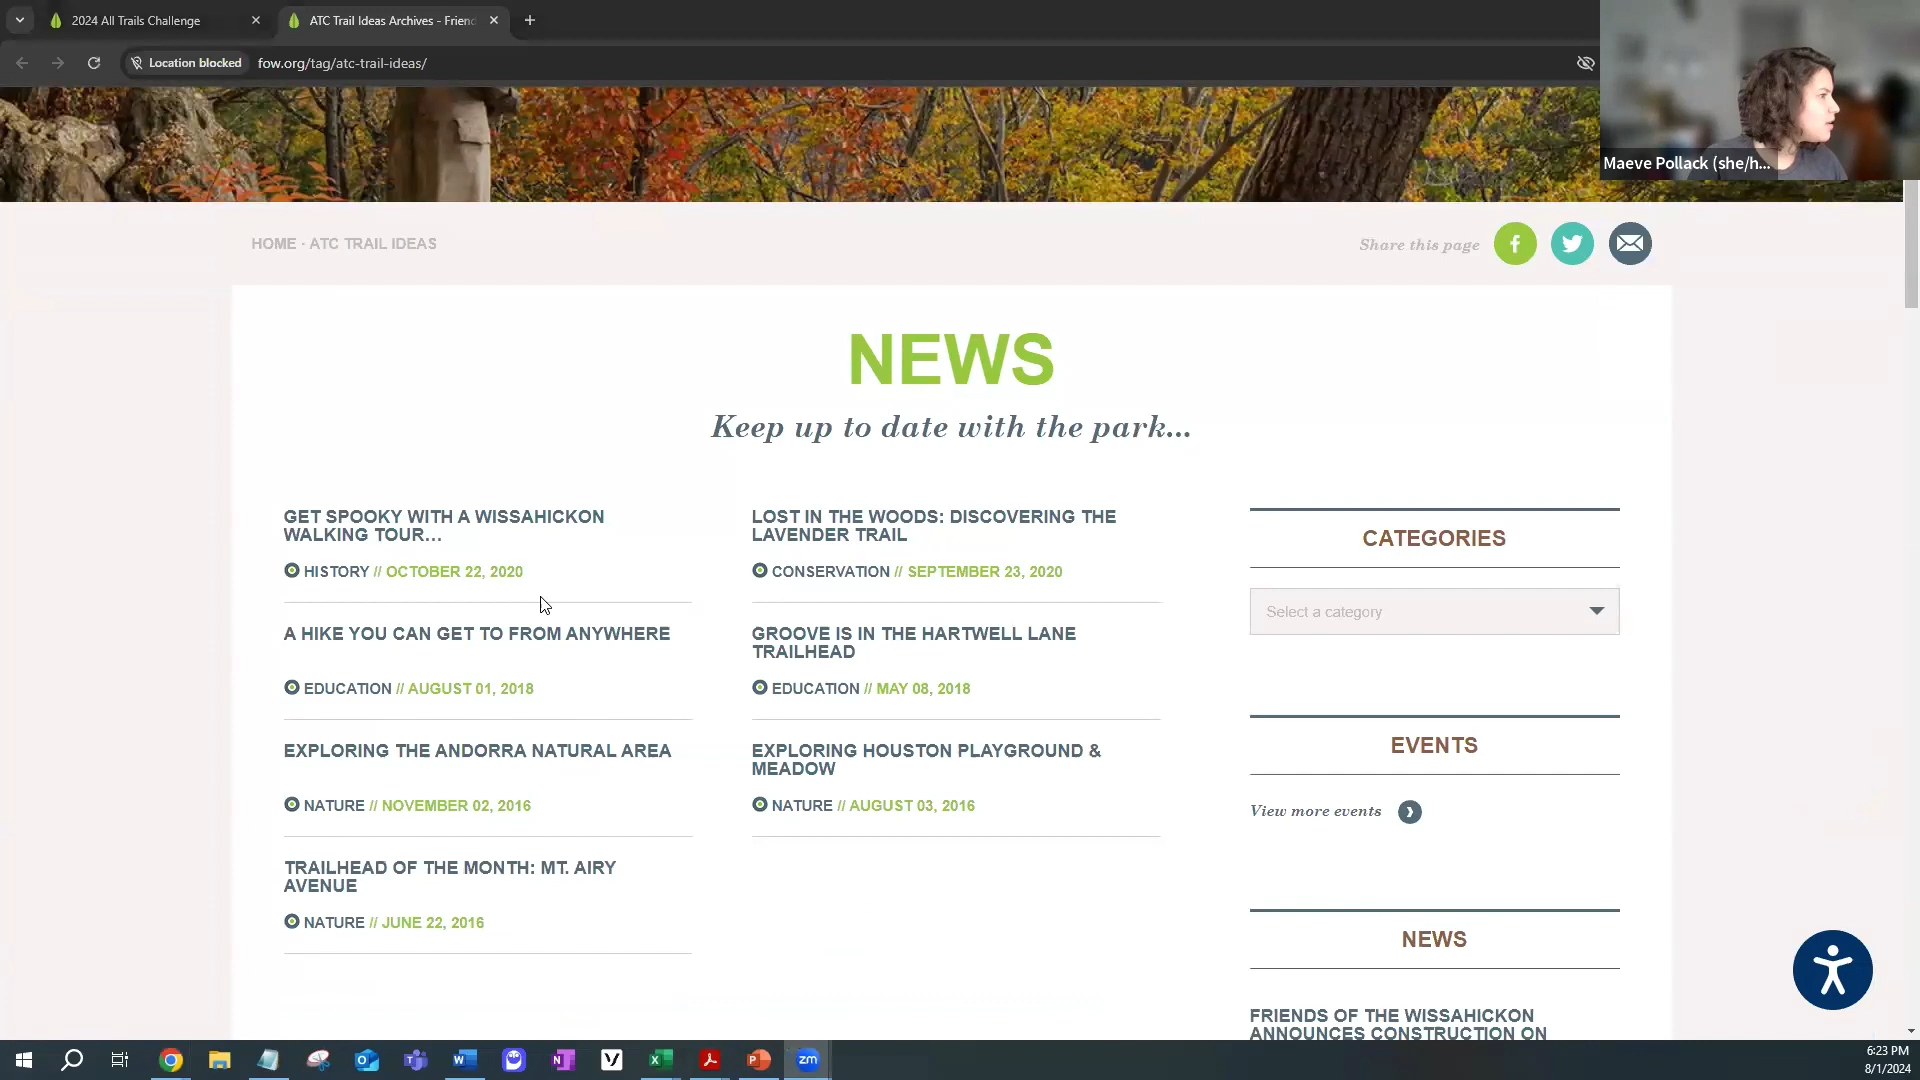 2024 All Trails Challenge
ATC Trail Ideas Archives - Frien
Location blocked
fow.org/tag/atc-trail-ideas/
Maeve Pollack (she/h...
HOME · ATC TRAIL IDEAS
Share this page
NEWS
Keep up to date with the park...
GET SPOOKY WITH A WISSAHICKON
WALKING TOUR...
HISTORY // OCTOBER 22, 2020
LOST IN THE WOODS: DISCOVERING THE
LAVENDER TRAIL
CONSERVATION // SEPTEMBER 23, 2020
A HIKE YOU CAN GET TO FROM ANYWHERE
EDUCATION // AUGUST 01, 2018
GROOVE IS IN THE HARTWELL LANE
TRAILHEAD
EDUCATION // MAY 08, 2018
EXPLORING THE ANDORRA NATURAL AREA
NATURE // NOVEMBER 02, 2016
EXPLORING HOUSTON PLAYGROUND &
MEADOW
NATURE // AUGUST 03, 2016
TRAILHEAD OF THE MONTH: MT. AIRY
AVENUE
NATURE // JUNE 22, 2016
CATEGORIES
Select a category
EVENTS
View more events
NEWS
FRIENDS OF THE WISSAHICKON
ANNOUNCES CONSTRUCTION ON
zm
6:23 PM
8/1/2024